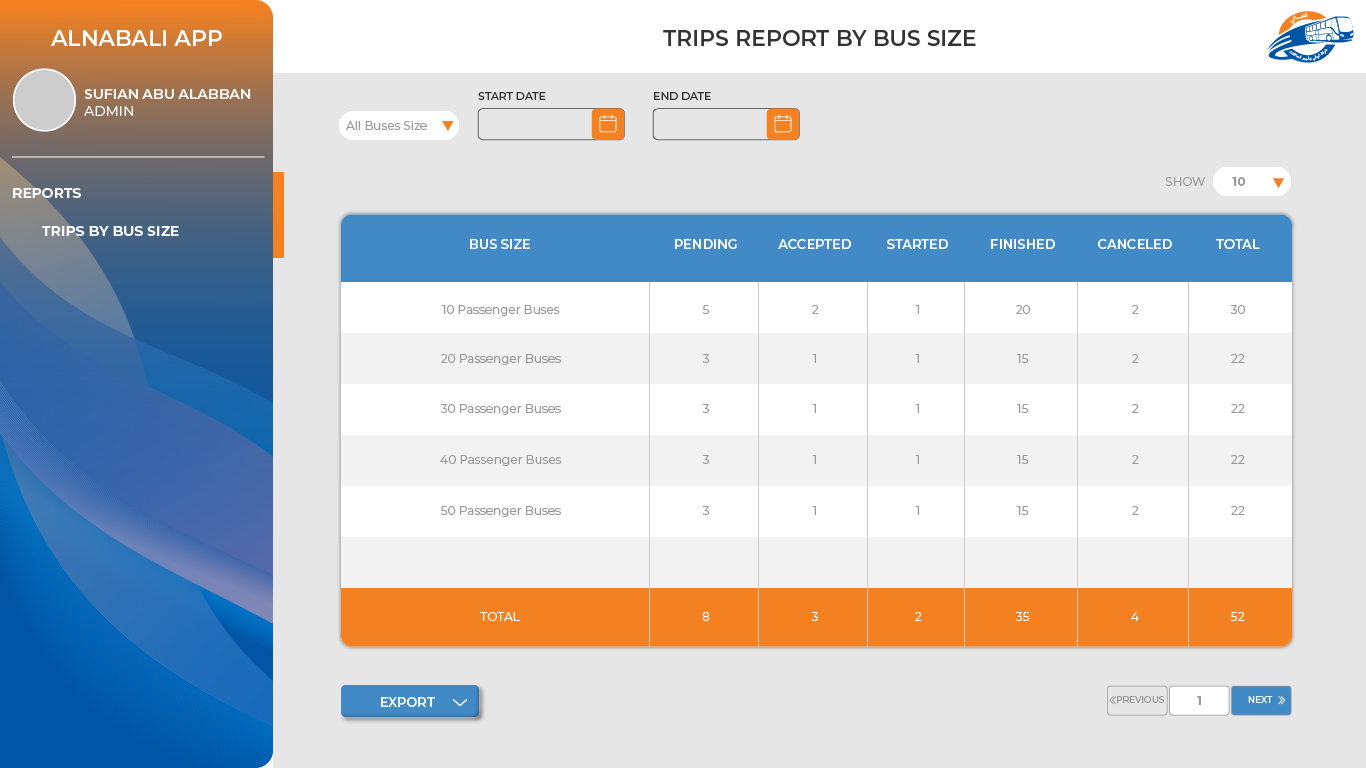 ALNABALI APP
SUFIAN ABU ALABBAN
ADMIN
REPORTS
TRIPS BY BUS SIZE
TRIPS REPORT BY BUS SIZE
START DATE END DATE
All Buses Size
SHOW 10
BUS SIZE PENDING ACCEPTED STARTED FINISHED CANCELED TOTAL
10 Passenger Buses 5 2 1 20 2 30
20 Passenger Buses 3 1 1 15 2 22
30 Passenger Buses 3 1 1 15 2 22
40 Passenger Buses 3 1 1 15 2 22
50 Passenger Buses 3 1 1 15 2 22
TOTAL 8 3 2 35 4 52
EXPORT
PREVIOUS 1 NEXT